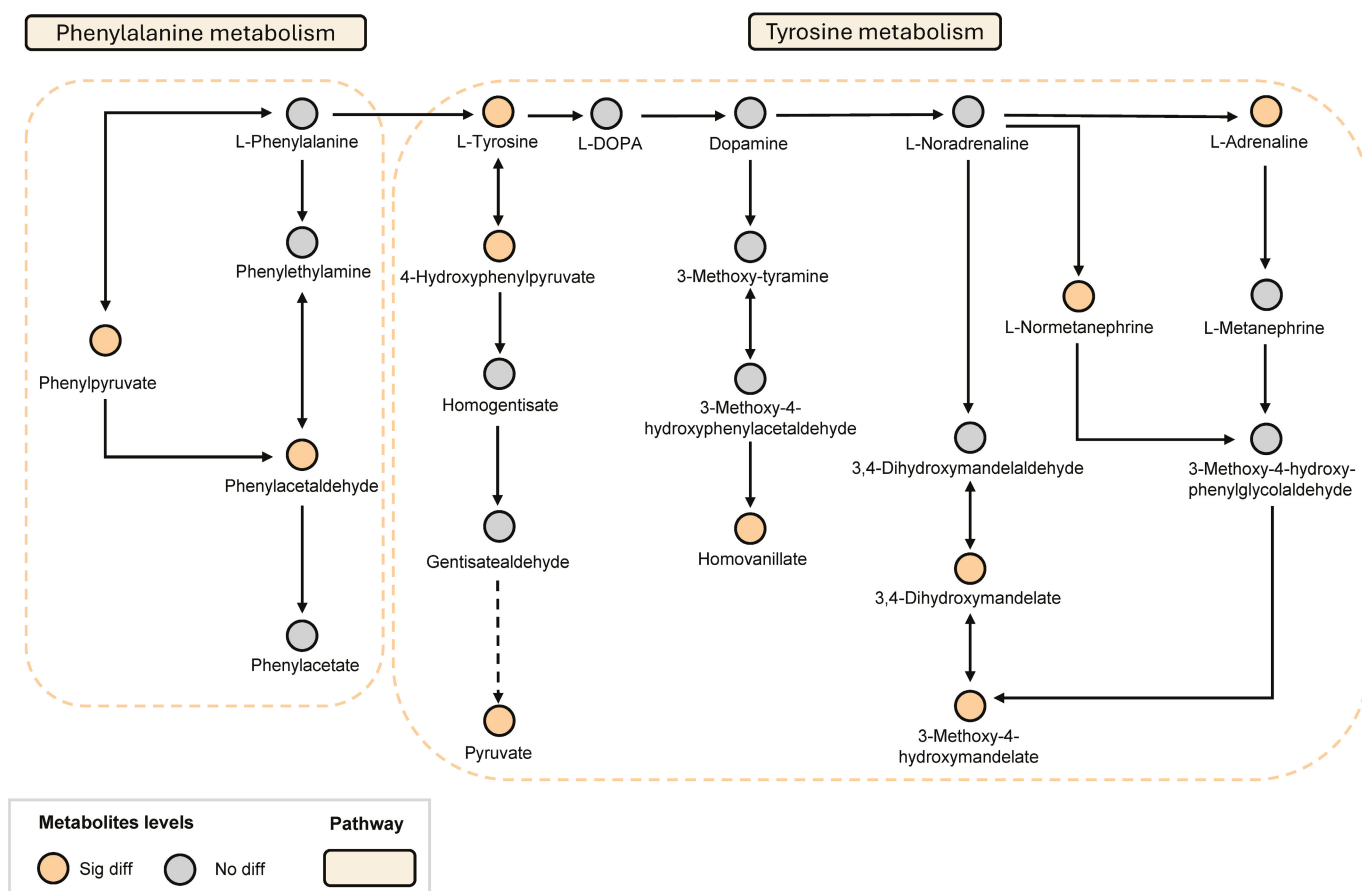 Phenylalanine metabolism
Tyrosine metabolism
L-Phenylalanine
L-Tyrosine
L-DOPA
Dopamine
L-Noradrenaline
L-Adrenaline
Phenylethylamine
4-Hydroxyphenylpyruvate
3-Methoxy-tyramine
L-Normetanephrine
L-Metanephrine
Phenylpyruvate
Homogentisate
3-Methoxy-4-
hydroxyphenylacetaldehyde
3,4-Dihydroxymandelaldehyde
3-Methoxy-4-hydroxy-
phenylglycolaldehyde
Phenylacetaldehyde
Gentisatealdehyde
Homovanillate
3,4-Dihydroxymandelate
Phenylacetate
Pyruvate
3-Methoxy-4-
hydroxymandelate
Metabolites levels
Pathway
Sig diff
No diff